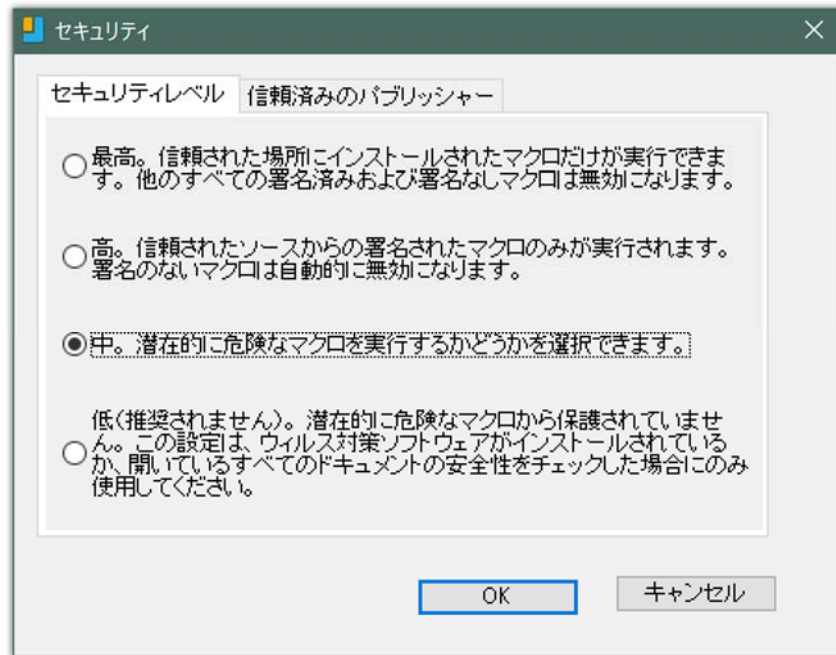 セキュリティ
セキュリティレベル
信頼済みのパブリッシャー
最高。信頼された場所にインストールされたマクロだけが実行できま
す。他のすべての署名済みおよび署名なしマクロは無効になります。
高。信頼されたソースからの署名されたマクロのみが実行されます。
署名のないマクロは自動的に無効になります。
中。潜在的に危険なマクロを実行するかどうかを選択できます。
低(推奨されません)。潜在的に危険なマクロから保護されていませ
ん。この設定は、ウィルス対策ソフトウェアがインストールされている
か、開いているすべてのドキュメントの安全性をチェックした場合にのみ
使用してください。
OK
キャンセル